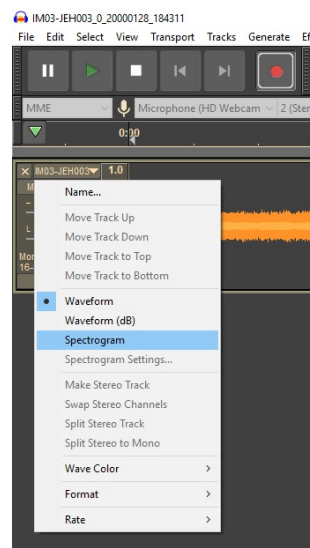 IM03-JEH003_0_20000128_184311
File Edit Select View Transport Tracks Generate Ef
MME Microphone (HD Webcam 2 (Ster
0:00
IM03-JEH003 1.0
M
L
Mon
16-
Name...
Move Track Up
Move Track Down
Move Track to Top
Move Track to Bottom
Waveform
Waveform (dB)
Spectrogram
Spectrogram Settings...
Make Stereo Track
Swap Stereo Channels
Split Stereo Track
Split Stereo to Mono
Wave Color
Format
Rate